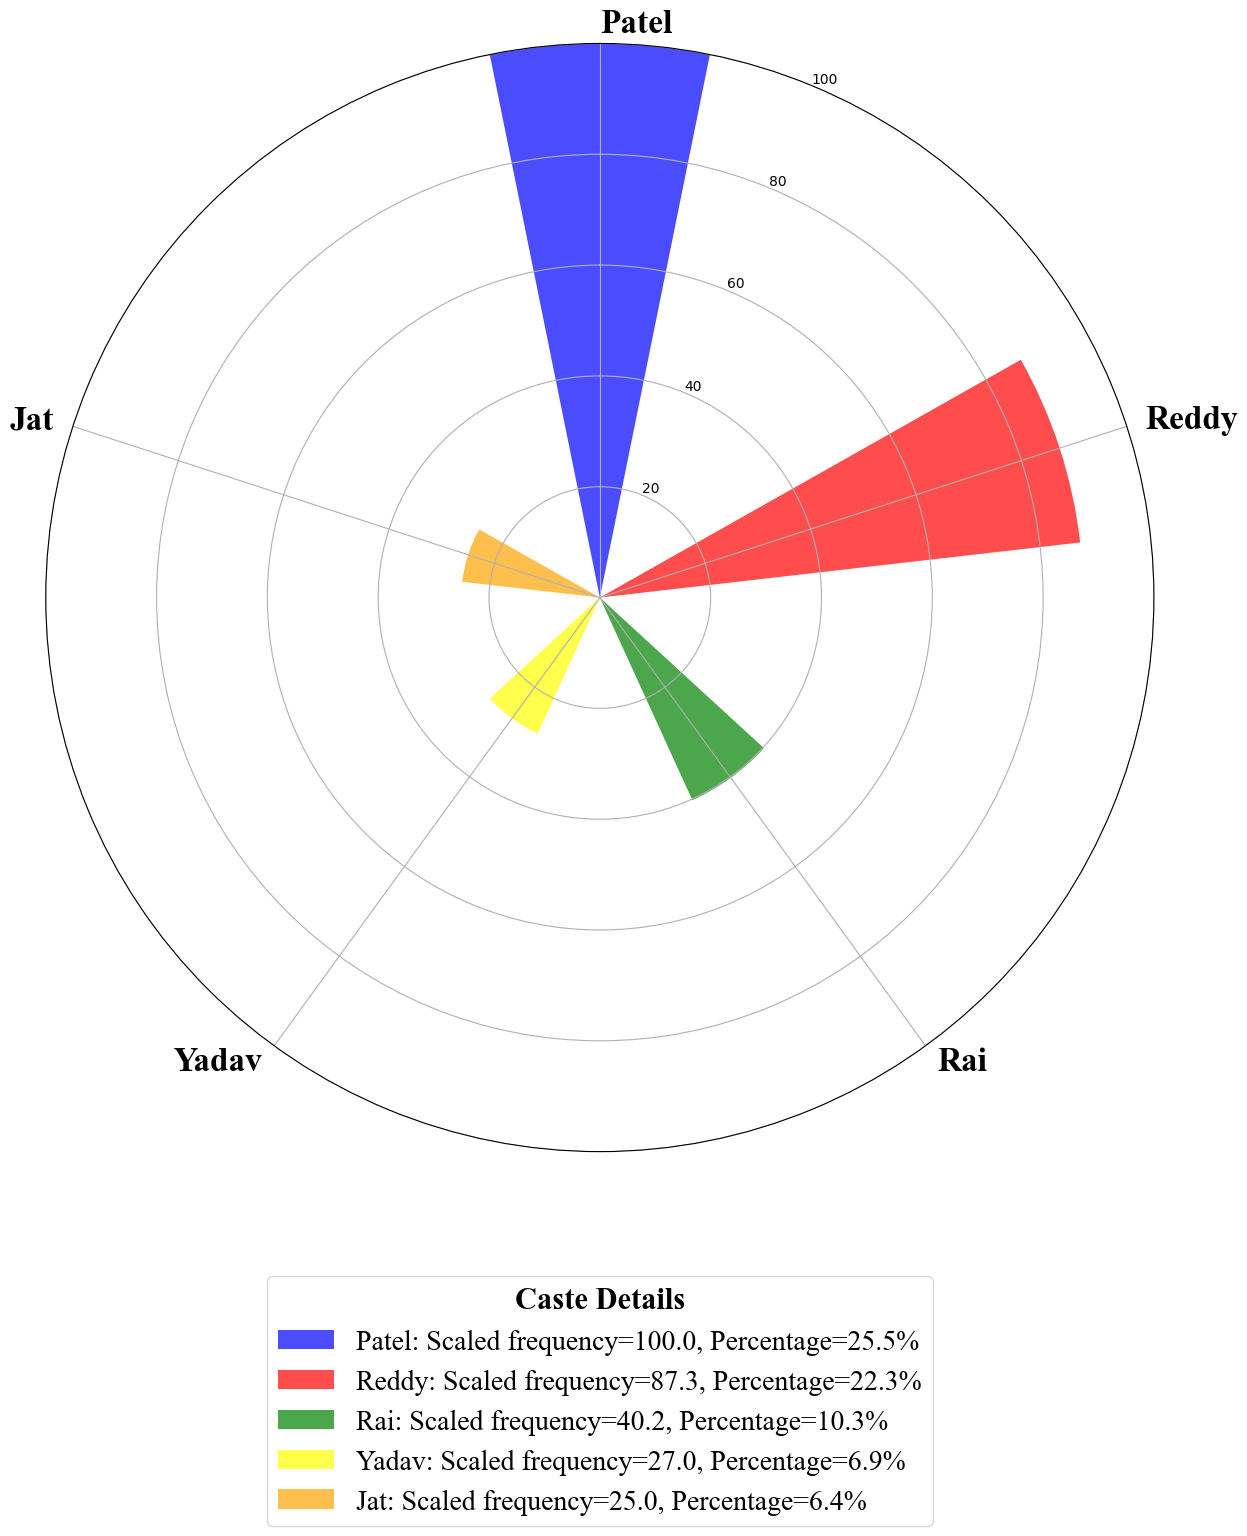 Patel
100
80
60
40
20
Jat
Reddy
Yadav
Rai
Caste Details
Patel: Scaled frequency=100.0, Percentage=25.5%
Reddy: Scaled frequency=87.3, Percentage=22.3%
Rai: Scaled frequency=40.2, Percentage=10.3%
Yadav: Scaled frequency=27.0, Percentage=6.9%
Jat: Scaled frequency=25.0, Percentage=6.4%